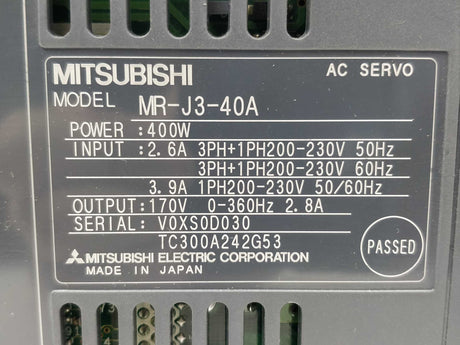 MITSUBISHI AC SERVO
MODEL MR-J3-40A
POWER :400W
INPUT :2.6A 3PH+1PH200-230V 50Hz
3PH+1PH200-230V 60Hz
3.9A 1PH200-230V 50/60Hz
OUTPUT:170V 0-360Hz 2.8A
SERIAL: V0XS0D030
TC300A242G53
MITSUBISHI ELECTRIC CORPORATION
MADE IN JAPAN
PASSED